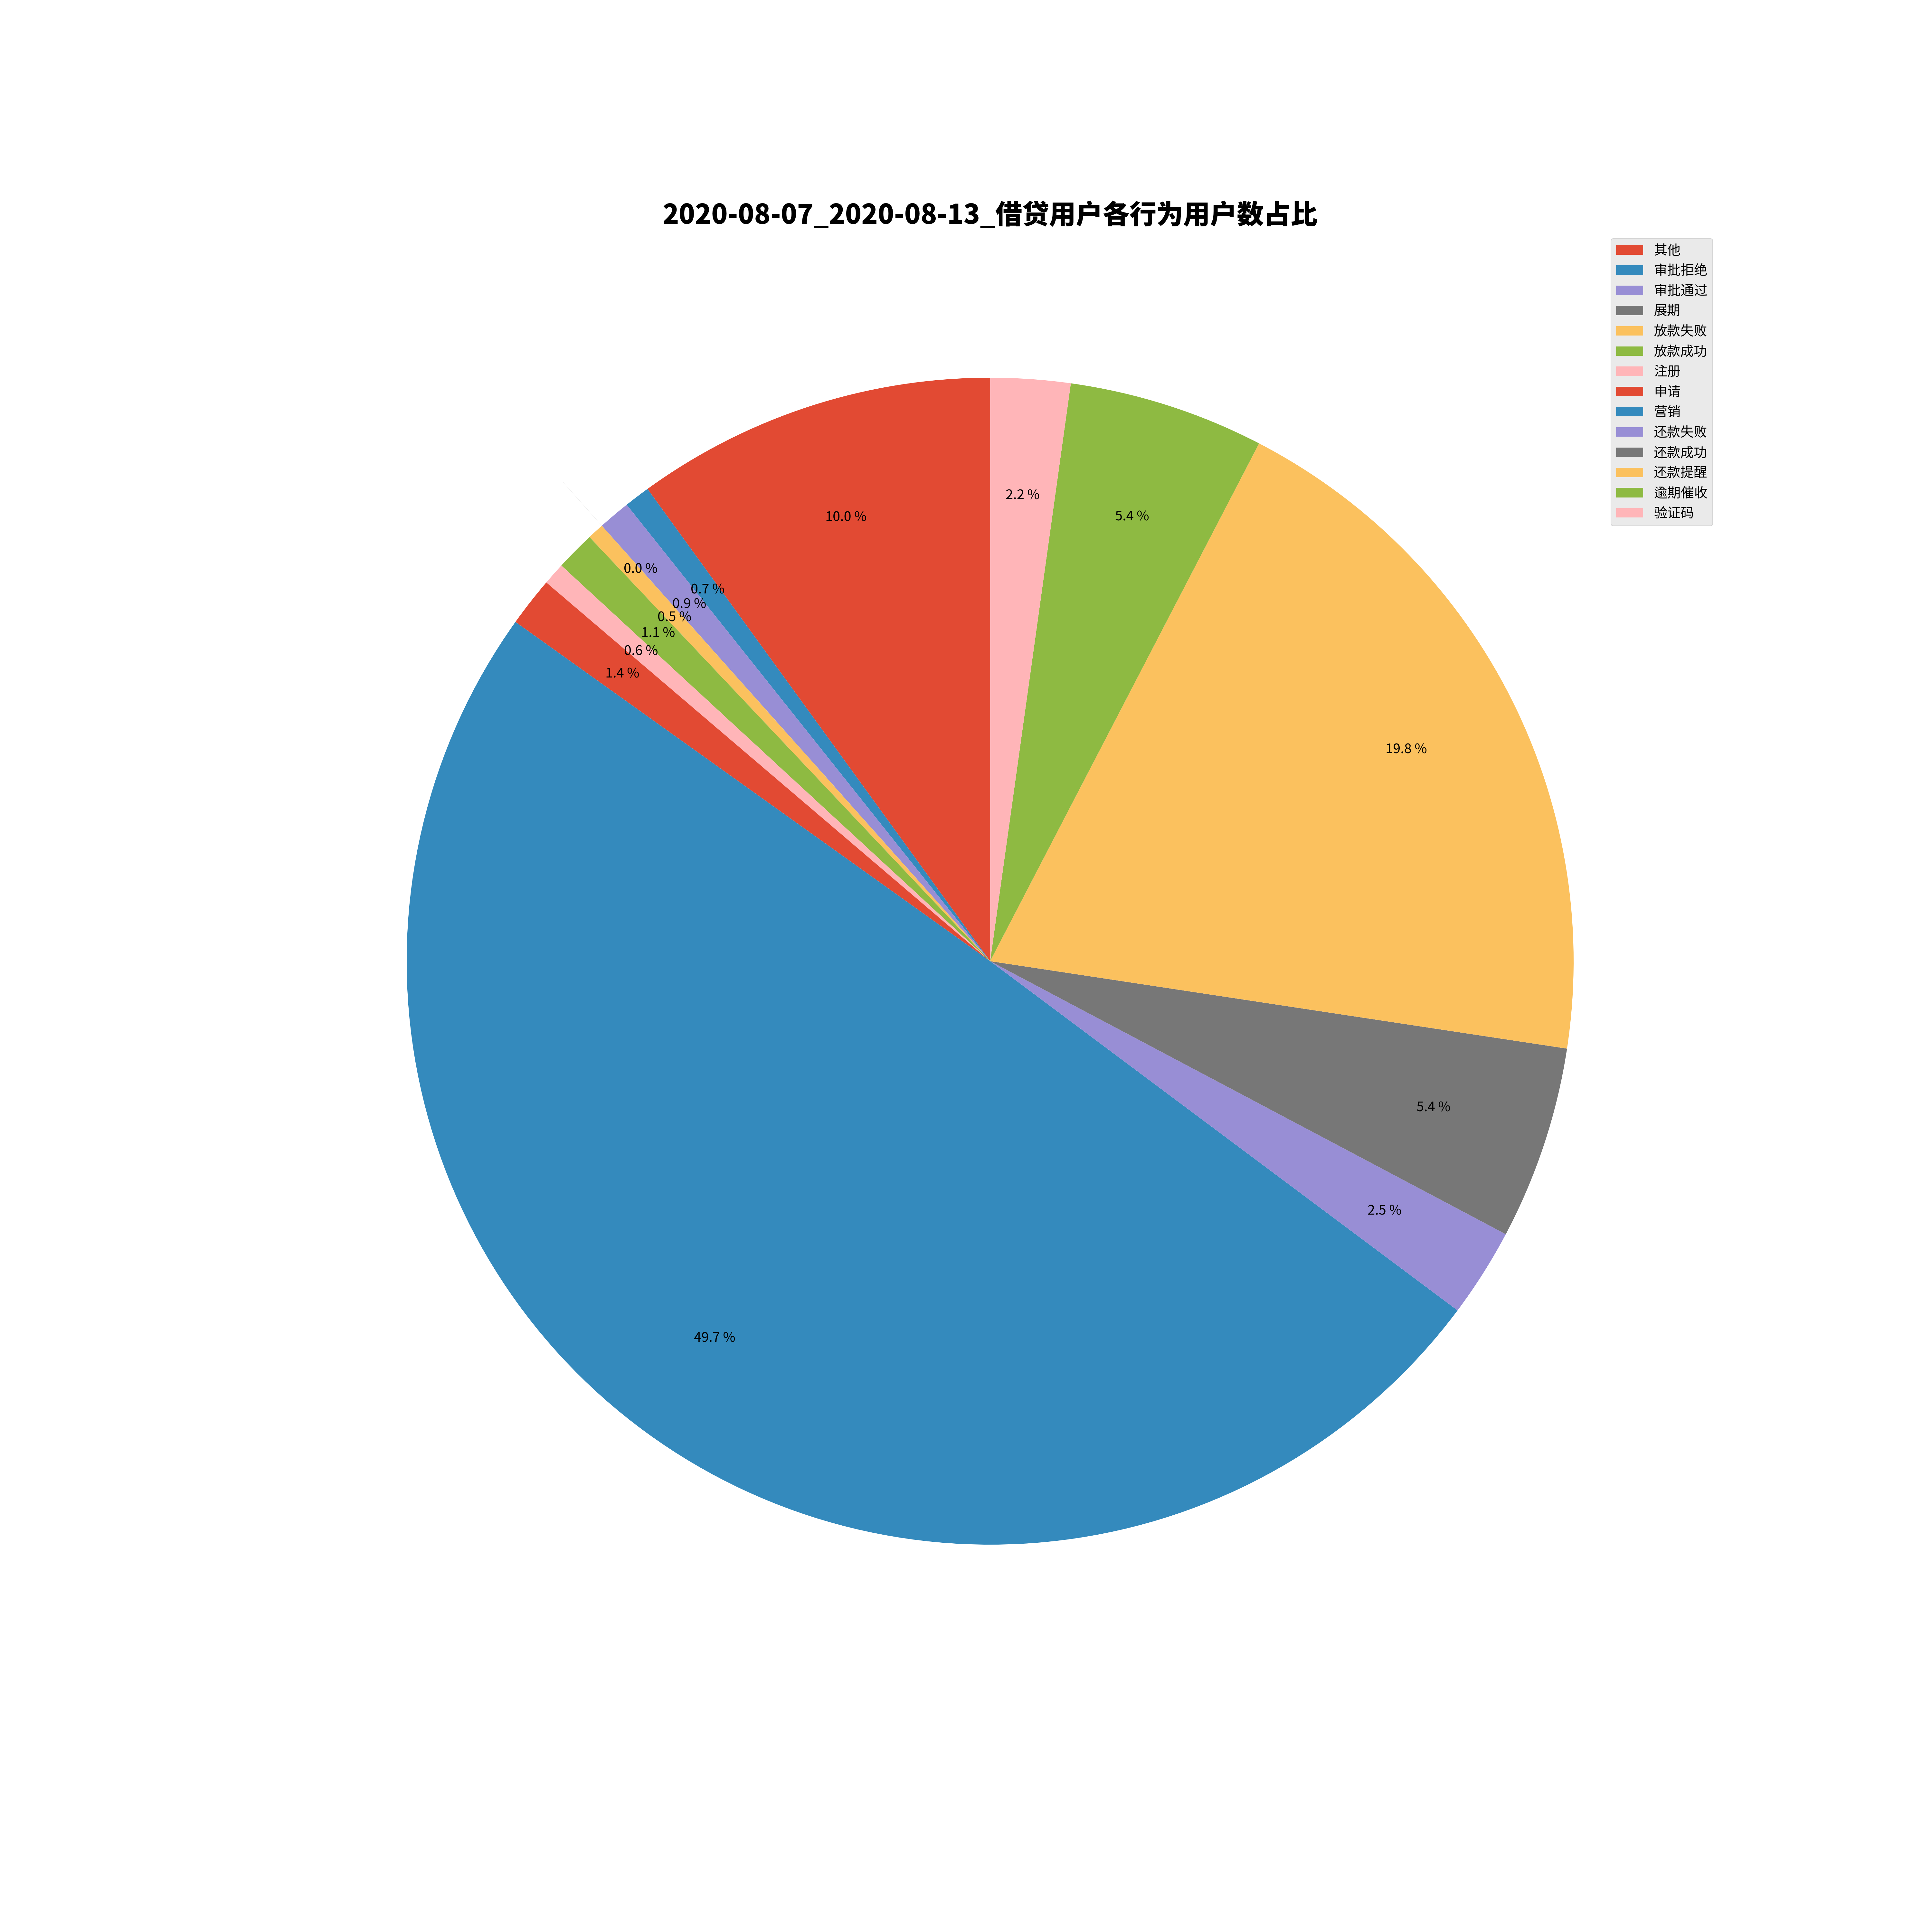 2020-08-07_2020-08-13_借贷用户各行为用户数占比
其他
审批拒绝
审批通过
展期
放款失败
放款成功
注册
申请
营销
还款失败
还款成功
还款提醒
逾期催收
验证码
2.2 %
10.0 %
5.4 %
0.0 %
0.7 %
0.9 %
0.5 %
1.1 %
0.6 %
1.4 %
19.8 %
5.4 %
2.5 %
49.7 %